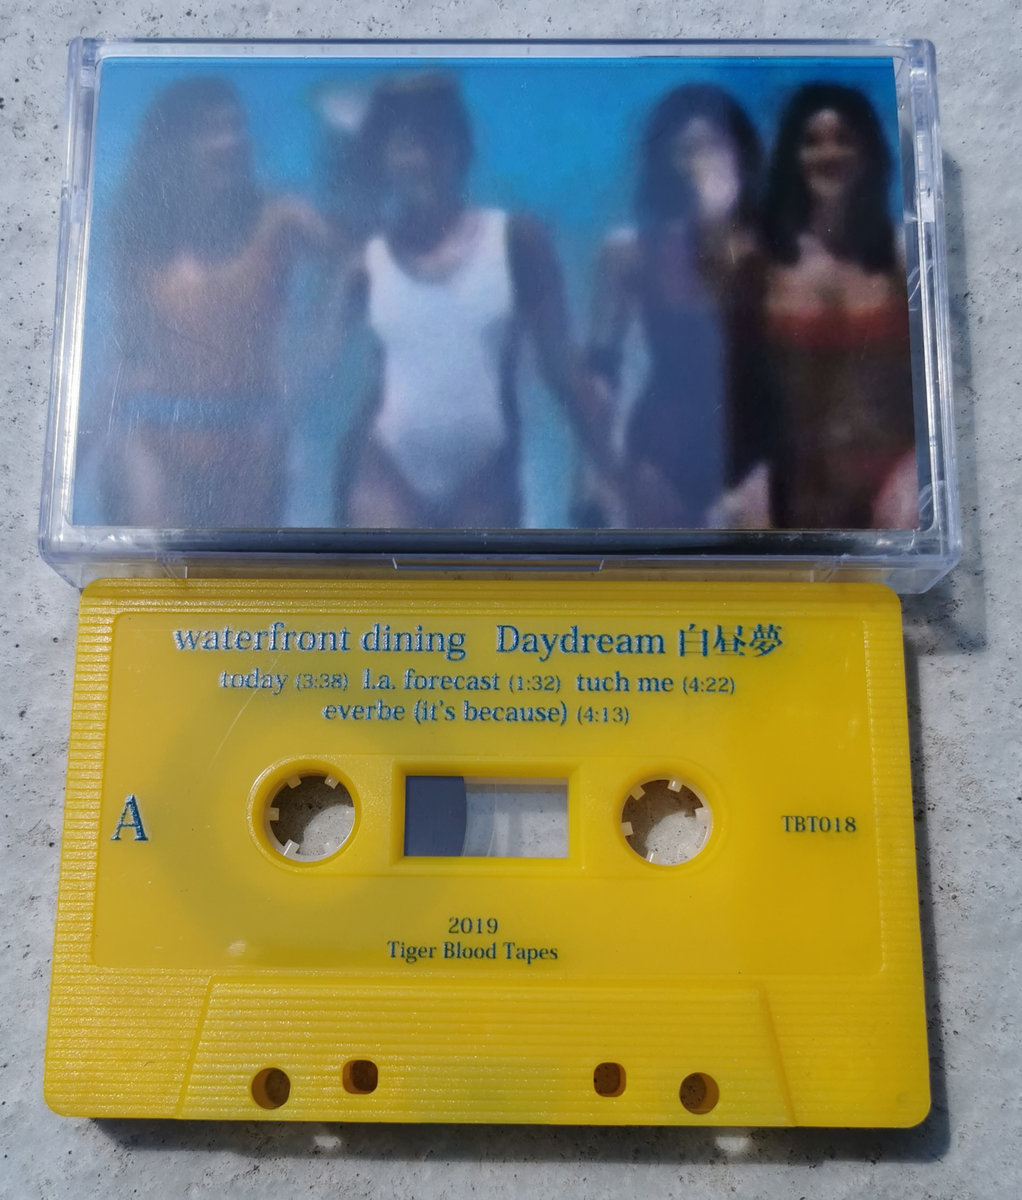 waterfront dining Daydream 白昼夢
today (3:38) l.a. forecast (1:32) tuch me (4:22)
everbe (it's because) (4:13)
A
TBT018
2019
Tiger Blood Tapes